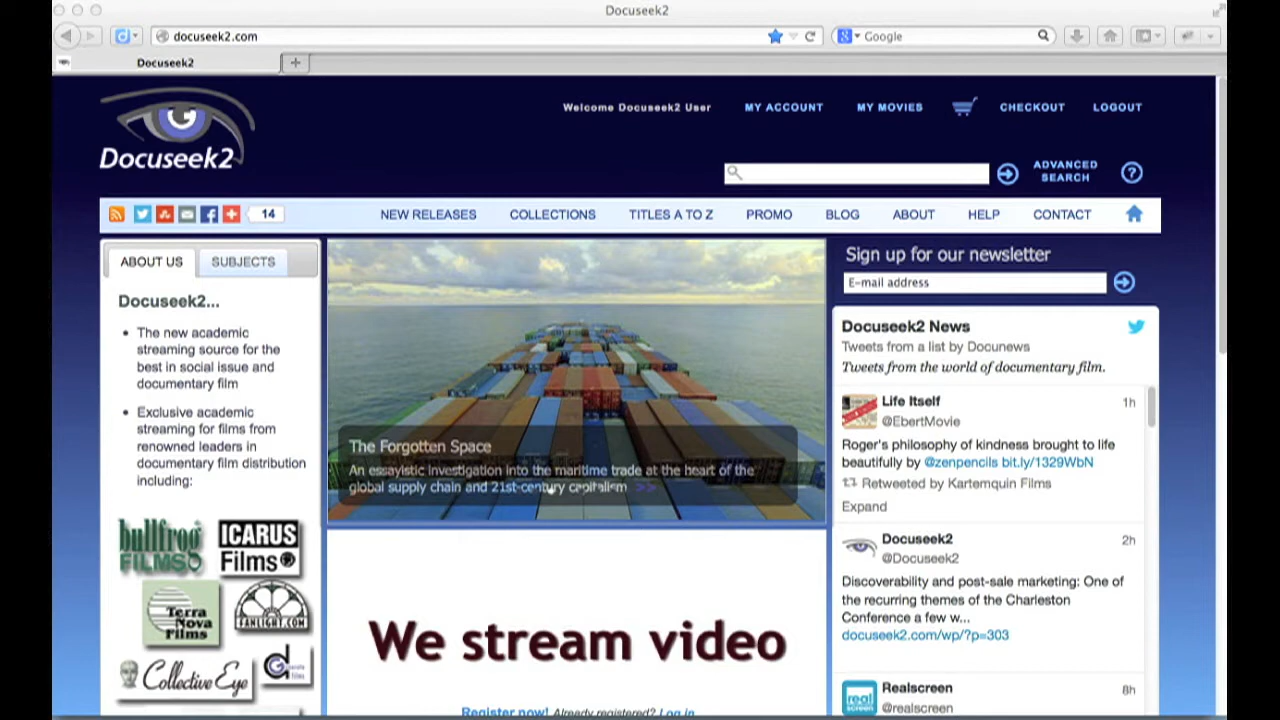 Docuseek2
docuseek2.com
Google
Docuseek2
Docuseek2
Welcome Docuseek2 User
MY ACCOUNT
MY MOVIES
CHECKOUT
LOGOUT
ADVANCED
SEARCH
?
14
NEW RELEASES
COLLECTIONS
TITLES A TO Z
PROMO
BLOG
ABOUT
HELP
CONTACT
ABOUT US
SUBJECTS
Docuseek2...
• The new academic
streaming source for the
best in social issue and
documentary film
• Exclusive academic
streaming for films from
renowned leaders in
documentary film distribution
including:
bullfrog
FILMS
ICARUS
Films
Terra
Nova
Films
FANLIGHT.COM
Collective Eye
The Forgotten Space
An essayistic investigation into the maritime trade at the heart of the
global supply chain and 21st-century capitalism >>
We stream video
Register now! Already registered? Log in
Sign up for our newsletter
E-mail address
Docuseek2 News
Tweets from a list by Docunews
Tweets from the world of documentary film.
Life Itself
1h
@EbertMovie
Roger's philosophy of kindness brought to life
beautifully by @zenpencils bit.ly/1329WbN
Retweeted by Kartemquin Films
Expand
Docuseek2
2h
@Docuseek2
Discoverability and post-sale marketing: One of
the recurring themes of the Charleston
Conference a few w...
docuseek2.com/wp/?p=303
real
screen
Realscreen
8h
@realscreen